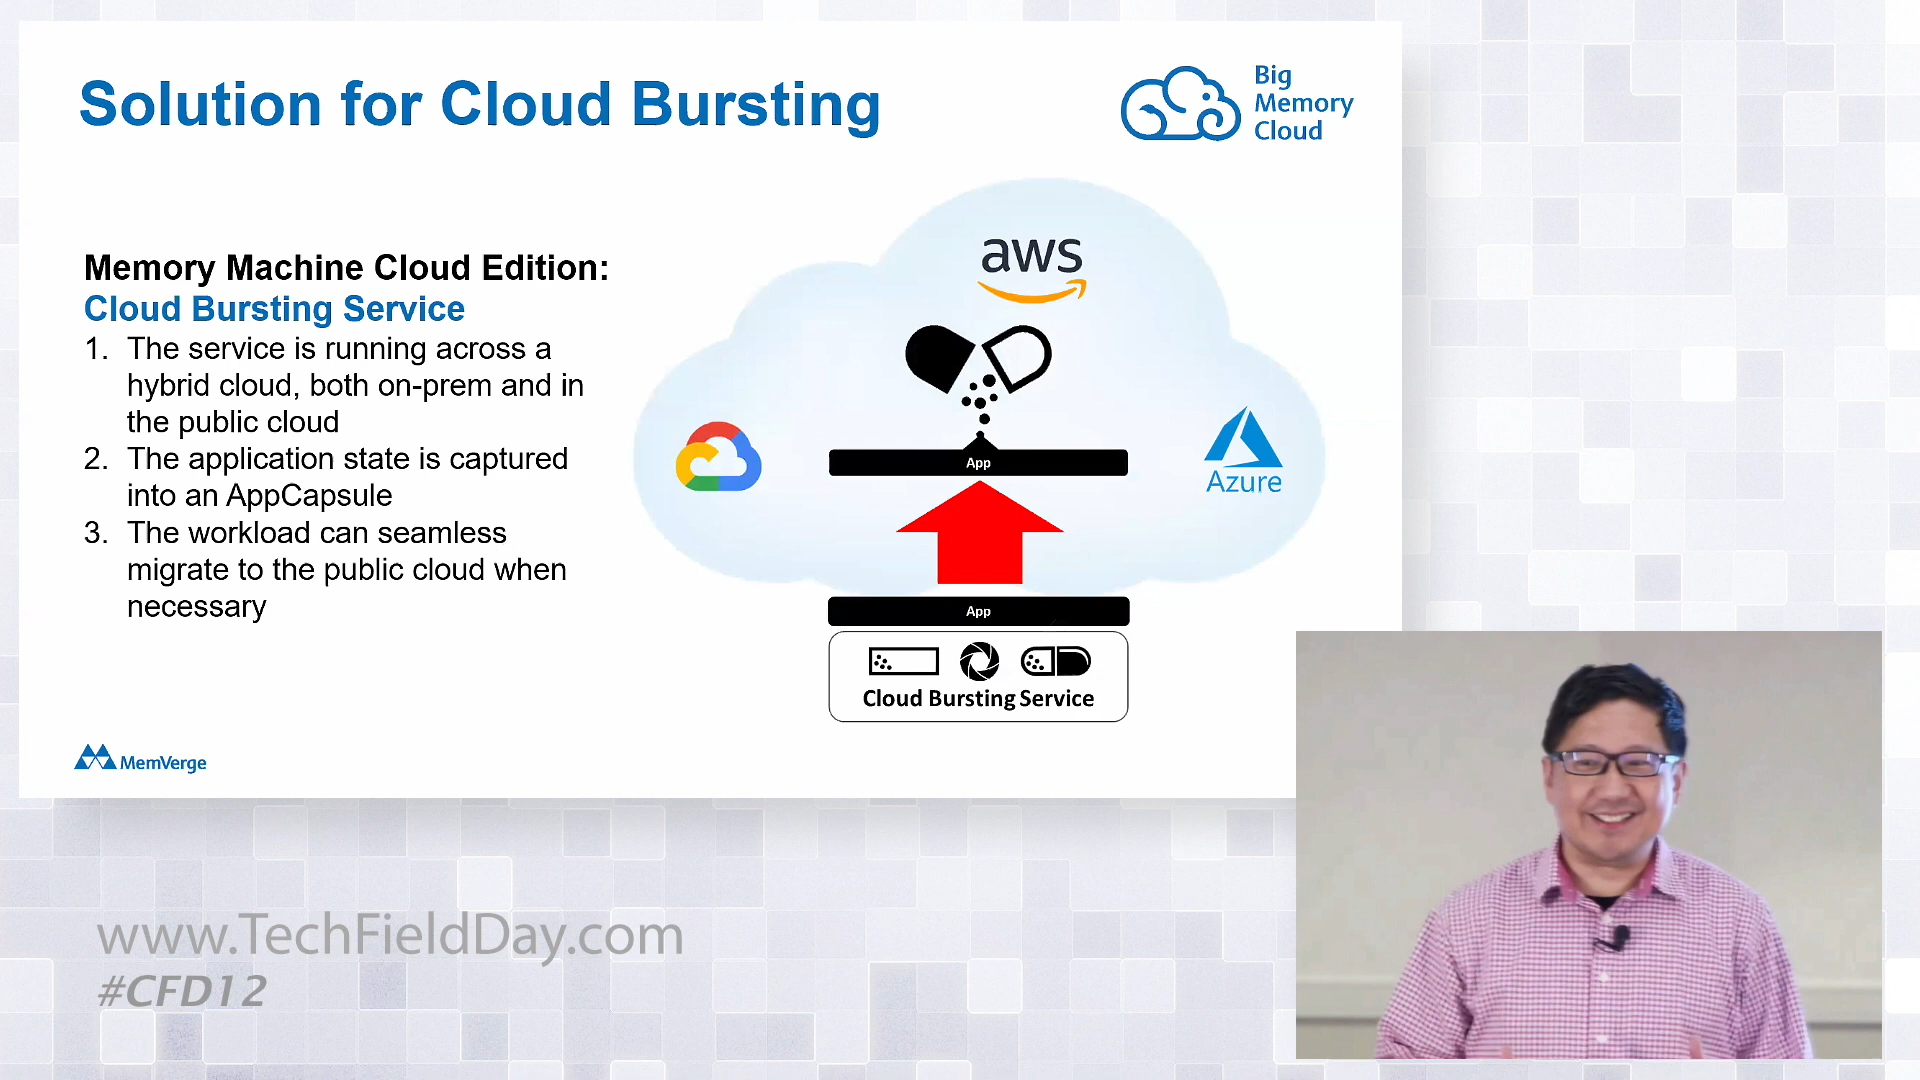 Solution for Cloud Bursting
Big
Memory
Cloud
Memory Machine Cloud Edition:
Cloud Bursting Service
1. The service is running across a
hybrid cloud, both on-prem and in
the public cloud
2. The application state is captured
into an AppCapsule
3. The workload can seamless
migrate to the public cloud when
necessary
aws
Azure
App
App
Cloud Bursting Service
MemVerge
www.TechFieldDay.com
#CFD12